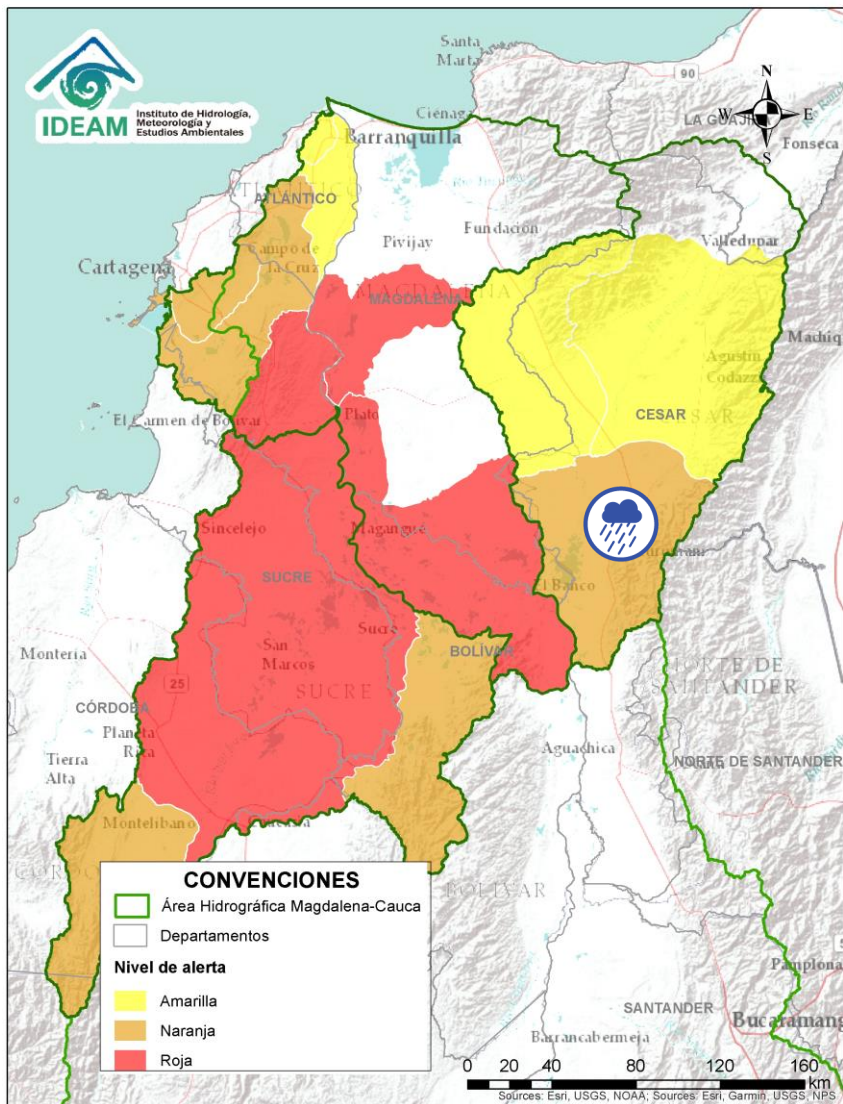 IDEAM
Instituto de Hidrología,
Meteorología y
Estudios Ambientales
Santa
Marta
90
N
W
E
S
LA GUAJI
Ciénaga
Barranquilla
Fonseca
ATLÁNTICO
Fundación
Pivijay
Valledupar
Campo de
la Cruz
Cartagena
MAGDALENA
Machiq
Agustín
Codazzi
CESAR
El Carmen de Bolívar
Plato
Sincelejo
Magangué
SUCRE
El Banco
Sucre
BOLÍVAR
Montería
San
Marcos
SUCRE
25
NORTE DE
SANTANDER
CÓRDOBA
Planeta
Rica
Aguachica
Tierra
Alta
NORTE DE SANTANDER
Montelíbano
BOLÍVAR
CONVENCIONES
Área Hidrográfica Magdalena-Cauca
Departamentos
Nivel de alerta
Amarilla
Naranja
Roja
Pamplona
SANTANDER
Bucaramang
Barrancabermeja
0 20 40 80 120 160
km
Sources: Esri, USGS, NOAA; Sources: Esri, Garmin, USGS, NPS